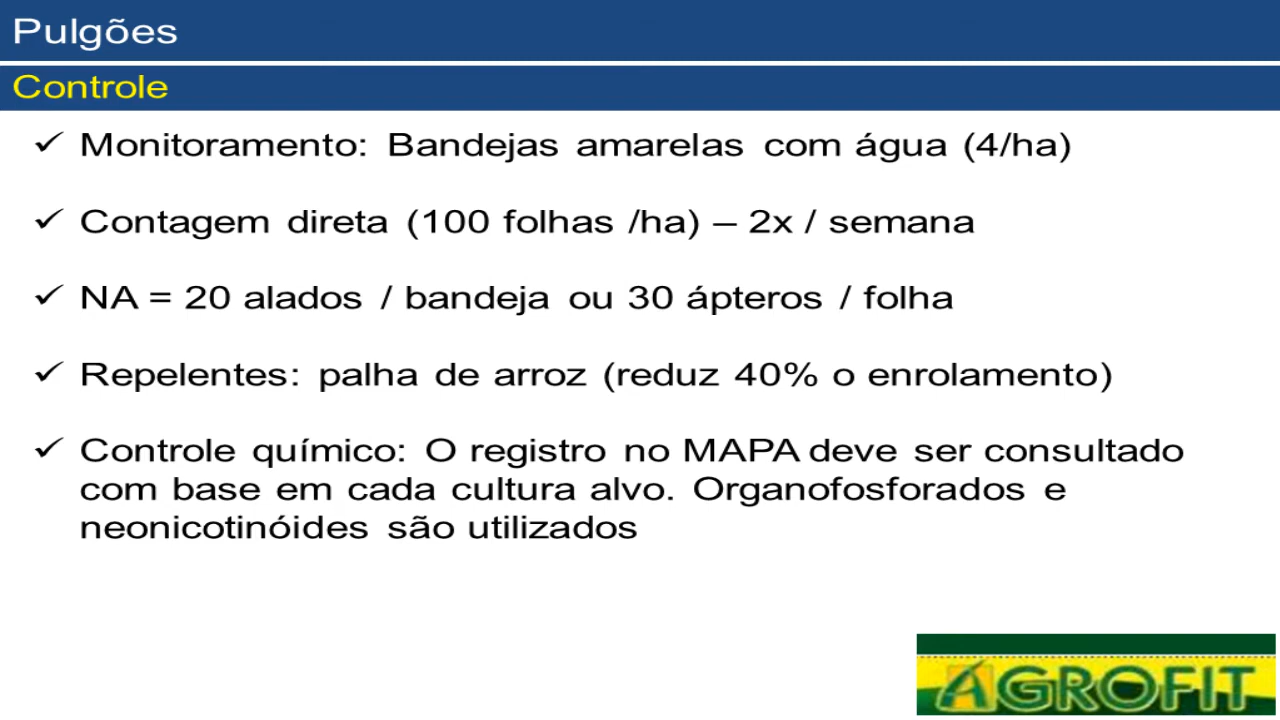 Pulgões
Controle
✓ Monitoramento: Bandejas amarelas com água (4/ha)
✓ Contagem direta (100 folhas /ha) – 2x / semana
✓ NA = 20 alados / bandeja ou 30 ápteros / folha
✓ Repelentes: palha de arroz (reduz 40% o enrolamento)
✓ Controle químico: O registro no MAPA deve ser consultado
com base em cada cultura alvo. Organofosforados e
neonicotinóides são utilizados
AGROFIT